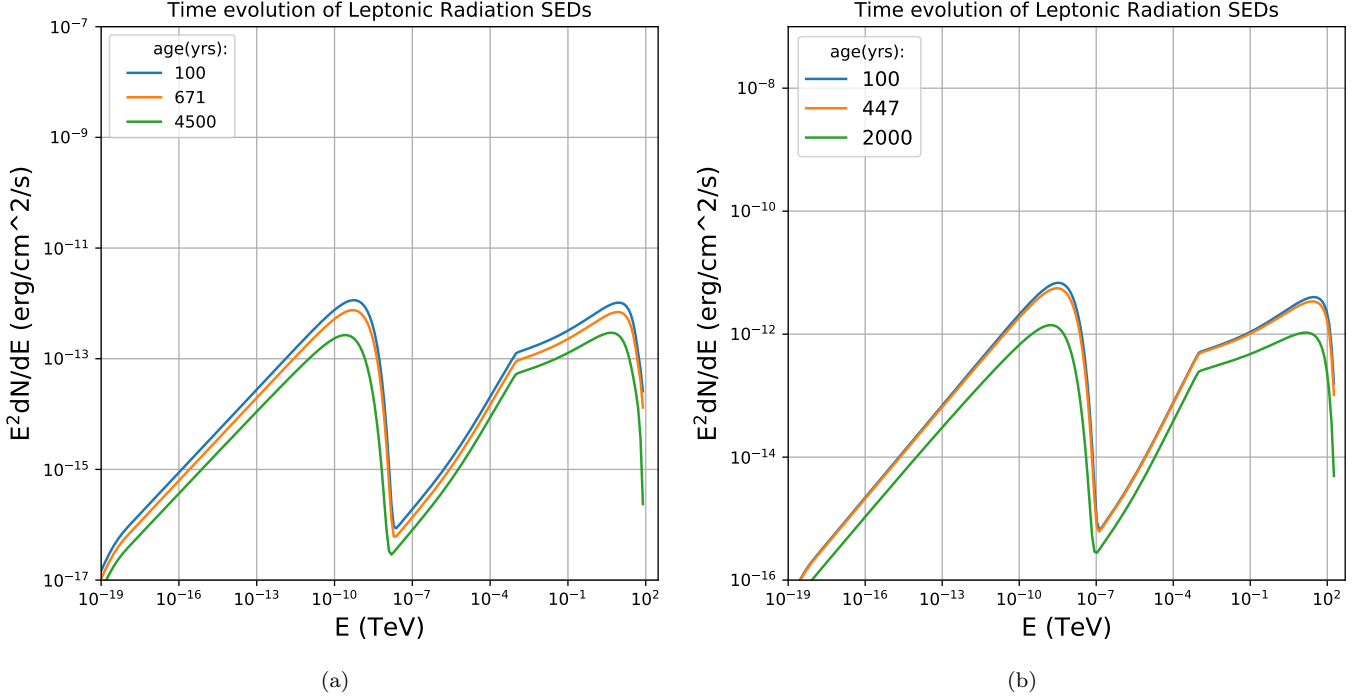 Time evolution of Leptonic Radiation SEDs
age(yrs):
100
671
4500
10^-7
10^-9
10^-11
10^-13
10^-15
10^-17
E^2dN/dE (erg/cm^2/s)
10^-19 10^-16 10^-13 10^-10 10^-7 10^-4 10^-1 10^2
E (TeV)
(a)
Time evolution of Leptonic Radiation SEDs
age(yrs):
100
447
2000
10^-8
10^-10
10^-12
10^-14
10^-16
E^2dN/dE (erg/cm^2/s)
10^-19 10^-16 10^-13 10^-10 10^-7 10^-4 10^-1 10^2
E (TeV)
(b)